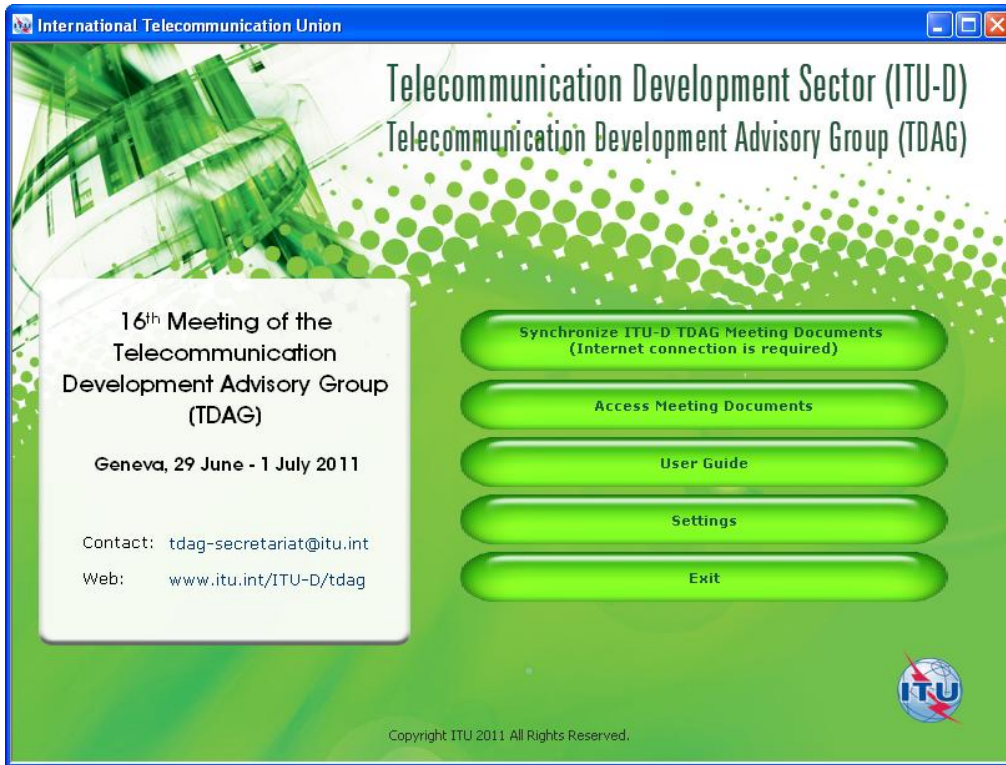 International Telecommunication Union
Telecommunication Development Sector (ITU-D)
Telecommunication Development Advisory Group (TDAG)
16th Meeting of the
Telecommunication
Development Advisory Group
(TDAG)
Geneva, 29 June - 1 July 2011
Contact: tdag-secretariat@itu.int
Web: www.itu.int/ITU-D/tdag
Synchronize ITU-D TDAG Meeting Documents
(Internet connection is required)
Access Meeting Documents
User Guide
Settings
Exit
ITU
Copyright ITU 2011 All Rights Reserved.